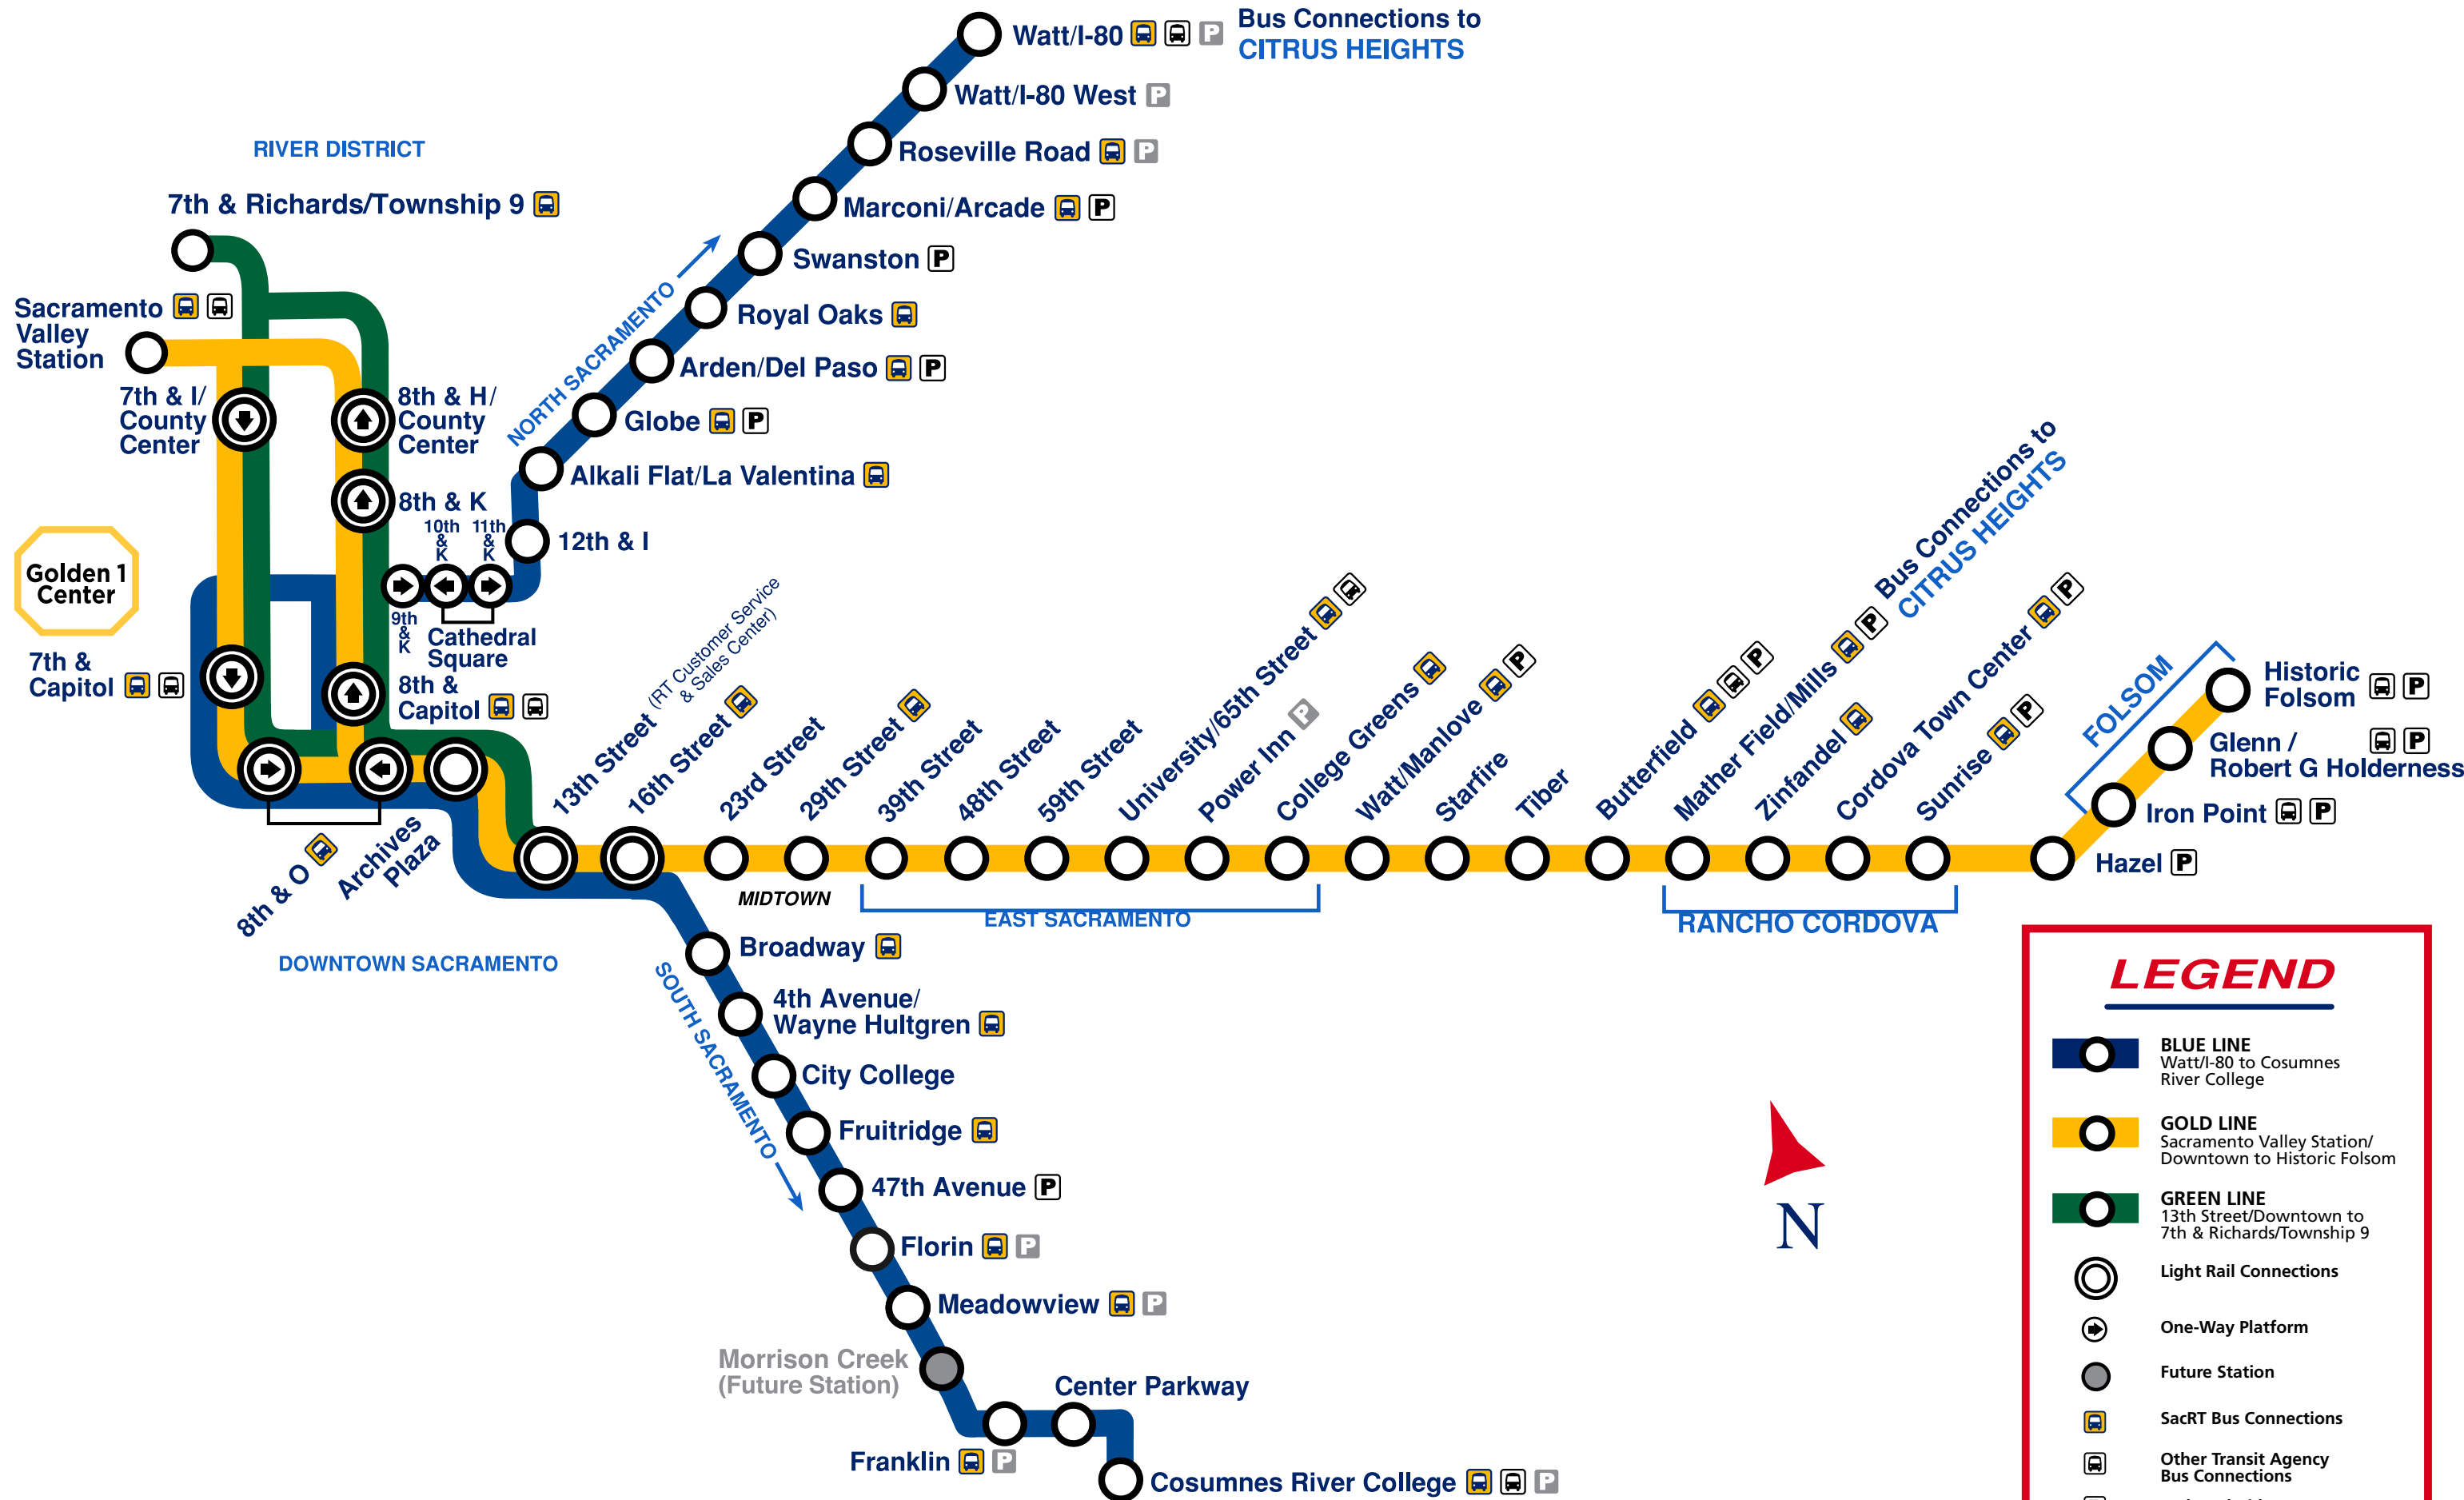 Watt/I-80
Bus Connections to
CITRUS HEIGHTS
Watt/I-80 West
RIVER DISTRICT
Roseville Road
7th & Richards/Township 9
Marconi/Arcade
Swanston
NORTH SACRAMENTO
Sacramento
Valley
Station
Royal Oaks
Arden/Del Paso
7th & I/
County
Center
8th & H/
County
Center
Globe
Alkali Flat/La Valentina
8th & K
10th
&
K
11th
&
K
12th & I
Golden 1
Center
9th
&
K
Cathedral
Square
7th &
Capitol
8th &
Capitol
8th & O
Archives
Plaza
13th Street
(RT Customer Service
& Sales Center)
16th Street
23rd Street
29th Street
39th Street
48th Street
59th Street
University/65th Street
Power Inn
College Greens
Watt/Manlove
Starfire
Tiber
Butterfield
Mather Field/Mills
Bus Connections to
CITRUS HEIGHTS
Zinfandel
Cordova Town Center
Sunrise
FOLSOM
Historic
Folsom
Glenn /
Robert G Holderness
Iron Point
Hazel
MIDTOWN
EAST SACRAMENTO
RANCHO CORDOVA
DOWNTOWN SACRAMENTO
Broadway
SOUTH SACRAMENTO
4th Avenue/
Wayne Hultgren
City College
Fruitridge
47th Avenue
Florin
Meadowview
Morrison Creek
(Future Station)
Center Parkway
Franklin
Cosumnes River College
N
LEGEND
BLUE LINE
Watt/I-80 to Cosumnes
River College
GOLD LINE
Sacramento Valley Station/
Downtown to Historic Folsom
GREEN LINE
13th Street/Downtown to
7th & Richards/Township 9
Light Rail Connections
One-Way Platform
Future Station
SacRT Bus Connections
Other Transit Agency
Bus Connections